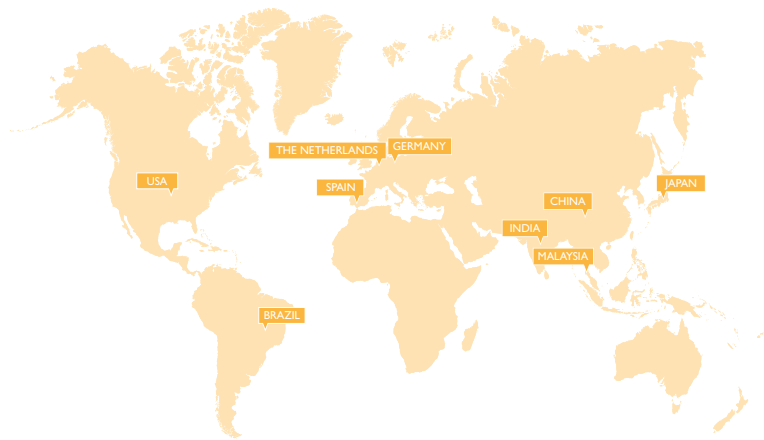 THE NETHERLANDS
GERMANY
USA
SPAIN
JAPAN
CHINA
INDIA
MALAYSIA
BRAZIL